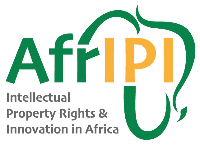 AfrIPI
Intellectual
Property Rights &
Innovation in Africa